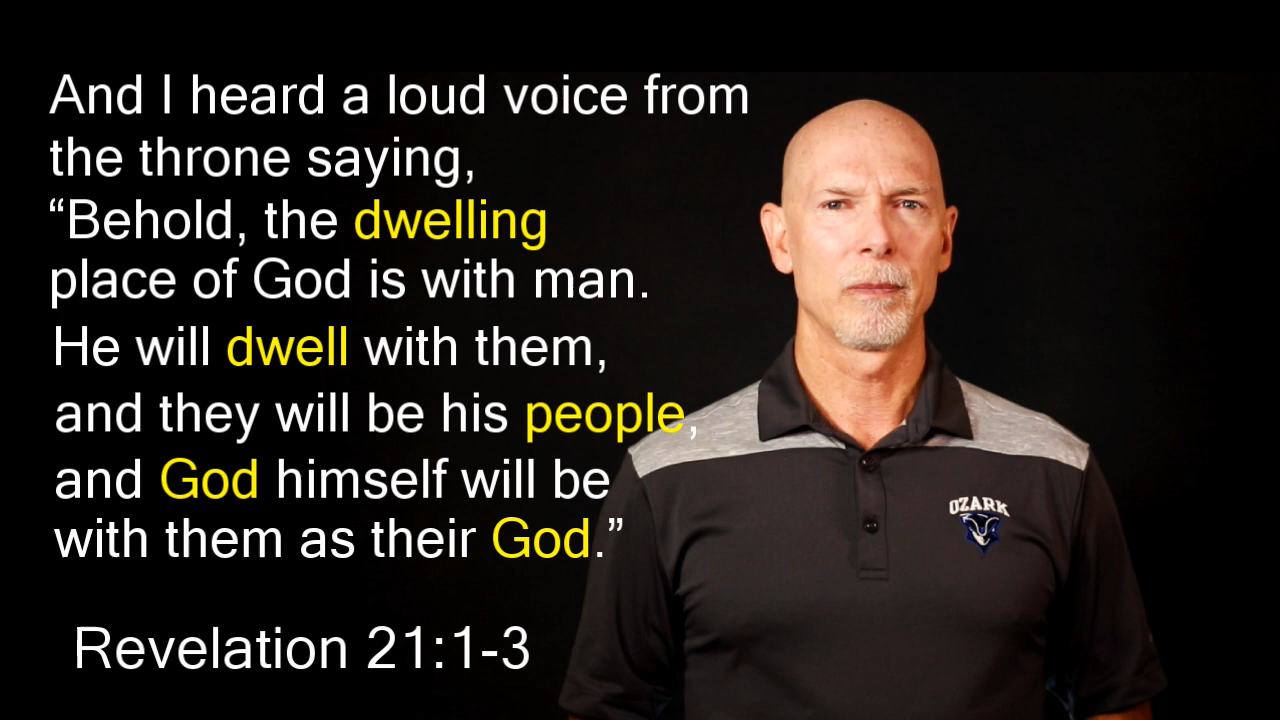 And I heard a loud voice from
the throne saying,
“Behold, the dwelling
place of God is with man.
He will dwell with them,
and they will be his people,
and God himself will be
with them as their God.”
Revelation 21:1-3
OZARK